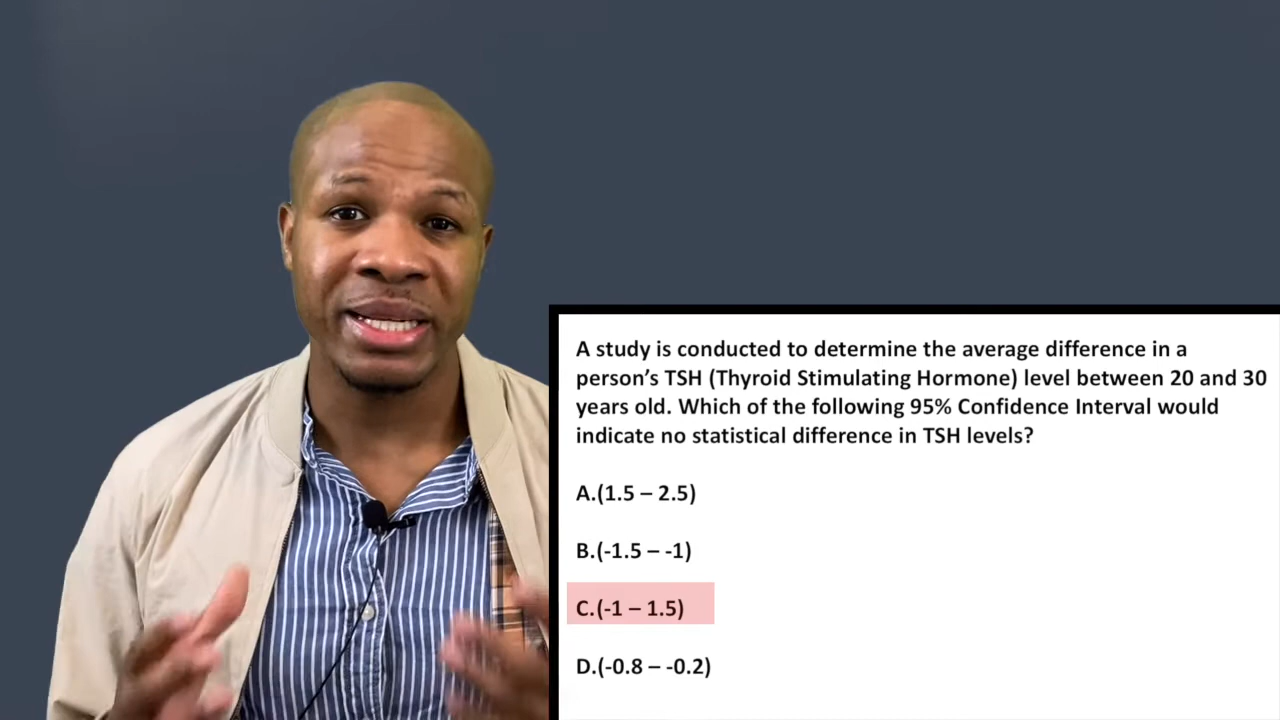 A study is conducted to determine the average difference in a
person’s TSH (Thyroid Stimulating Hormone) level between 20 and 30
years old. Which of the following 95% Confidence Interval would
indicate no statistical difference in TSH levels?
A.(1.5 – 2.5)
B.(-1.5 – -1)
C.(-1 – 1.5)
D.(-0.8 – -0.2)